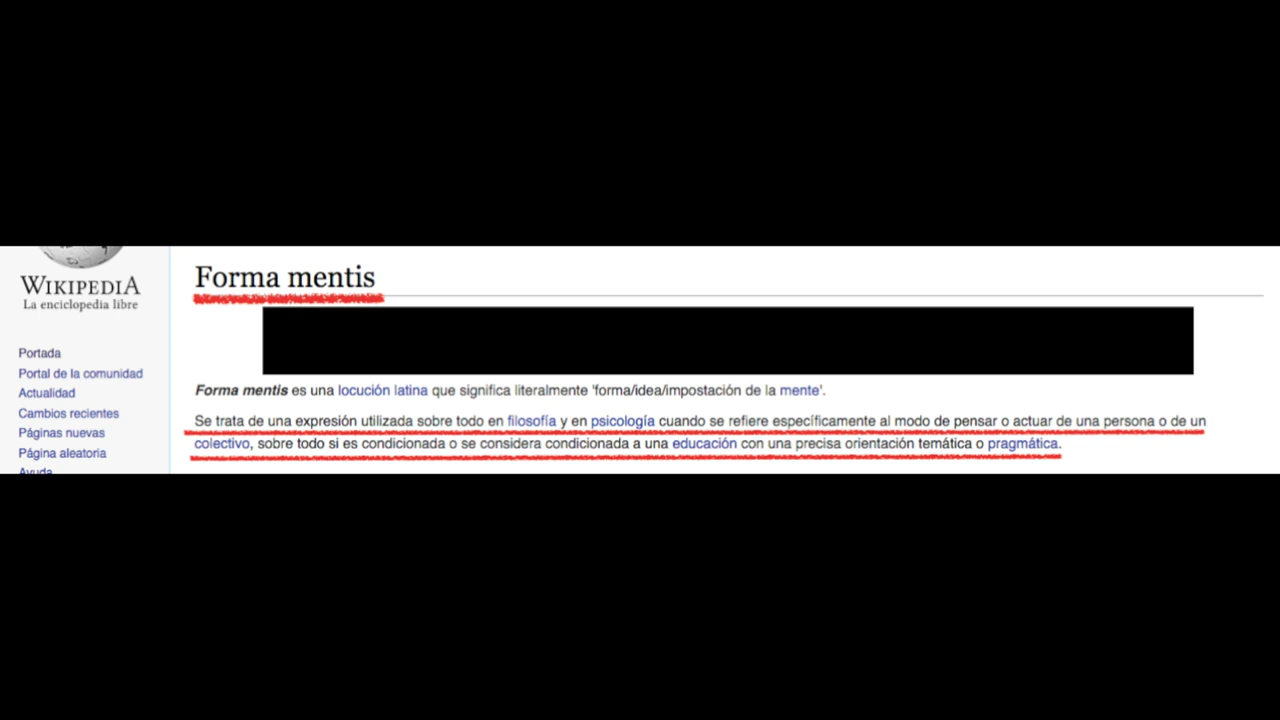 WIKIPEDIA
La enciclopedia libre
Portada
Portal de la comunidad
Actualidad
Cambios recientes
Páginas nuevas
Página aleatoria
Ayuda
Forma mentis
Forma mentis es una locución latina que significa literalmente 'forma/idea/impostación de la mente'.
Se trata de una expresión utilizada sobre todo en filosofía y en psicología cuando se refiere específicamente al modo de pensar o actuar de una persona o de un
colectivo, sobre todo si es condicionada o se considera condicionada a una educación con una precisa orientación temática o pragmática.